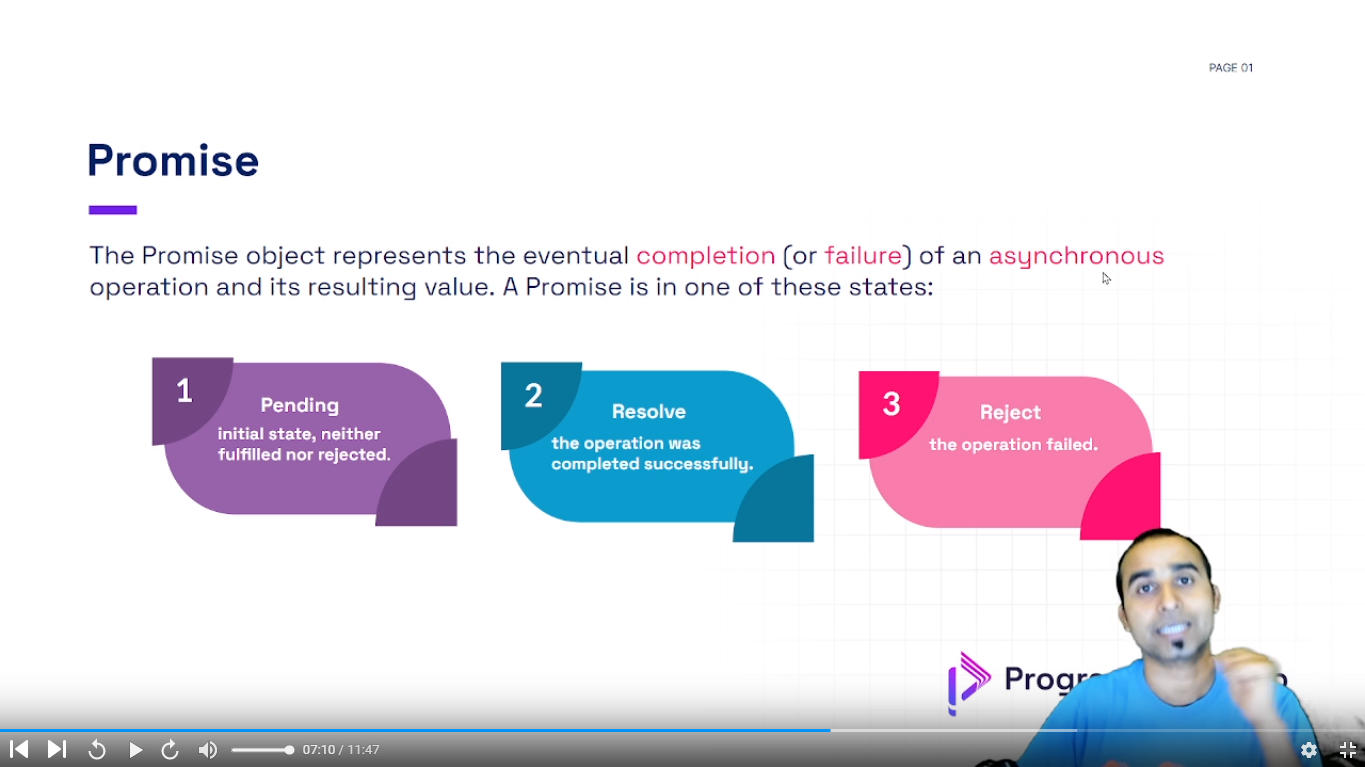 PAGE 01
Promise
The Promise object represents the eventual completion (or failure) of an asynchronous
operation and its resulting value. A Promise is in one of these states:
1
Pending
initial state, neither
fulfilled nor rejected.
2
Resolve
the operation was
completed successfully.
3
Reject
the operation failed.
07:10 / 11:47